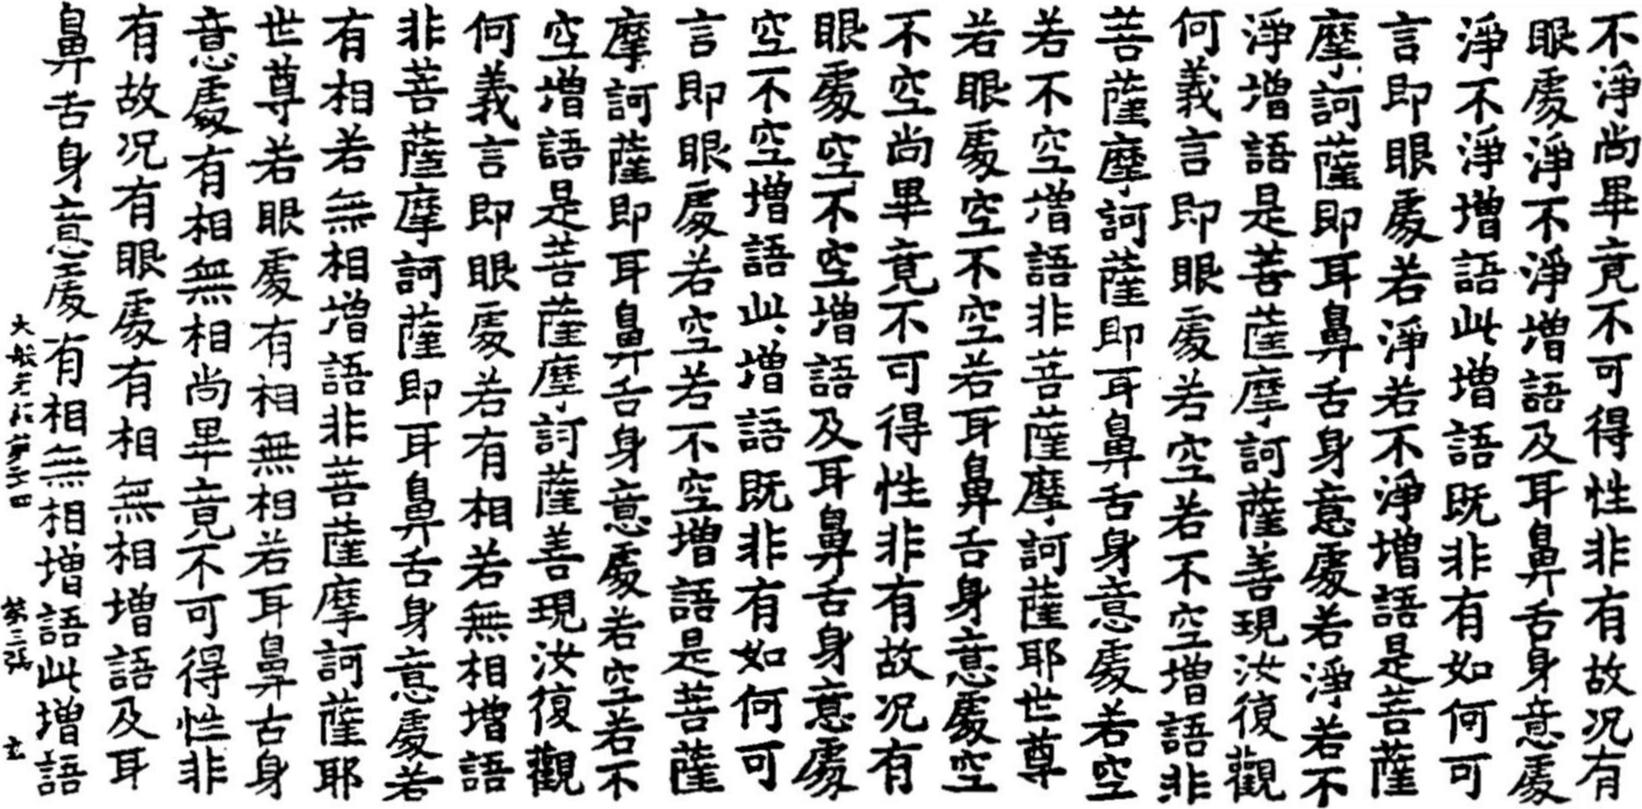 不淨尚畢竟不可得性非有故况有
眼處淨不淨增語及耳鼻舌身意處
淨不淨增語此增語既非有如何可
言即眼處若淨若不淨增語是菩薩
摩訶薩即耳鼻舌身意處若淨若不
淨增語是菩薩摩訶薩善現汝復觀
何義言即眼處若空若不空增語非
菩薩摩訶薩即耳鼻舌身意處若空
若不空增語非菩薩摩訶薩耶世尊
若眼處空不空若耳鼻舌身意處空
不空尚畢竟不可得性非有故况有
眼處空不空增語及耳鼻舌身意處
空不空增語此增語既非有如何可
言即眼處若空若不空增語是菩薩
摩訶薩即耳鼻舌身意處若空若不
空增語是菩薩摩訶薩善現汝復觀
何義言即眼處若有相若無相增語
非菩薩摩訶薩即耳鼻舌身意處若
有相若無相增語非菩薩摩訶薩耶
世尊若眼處有相無相若耳鼻古身
意處有相無相尚畢竟不可得性非
有故况有眼處有相無相增語及耳
鼻舌身意處有相無相增語此增語
大般若經 第三張